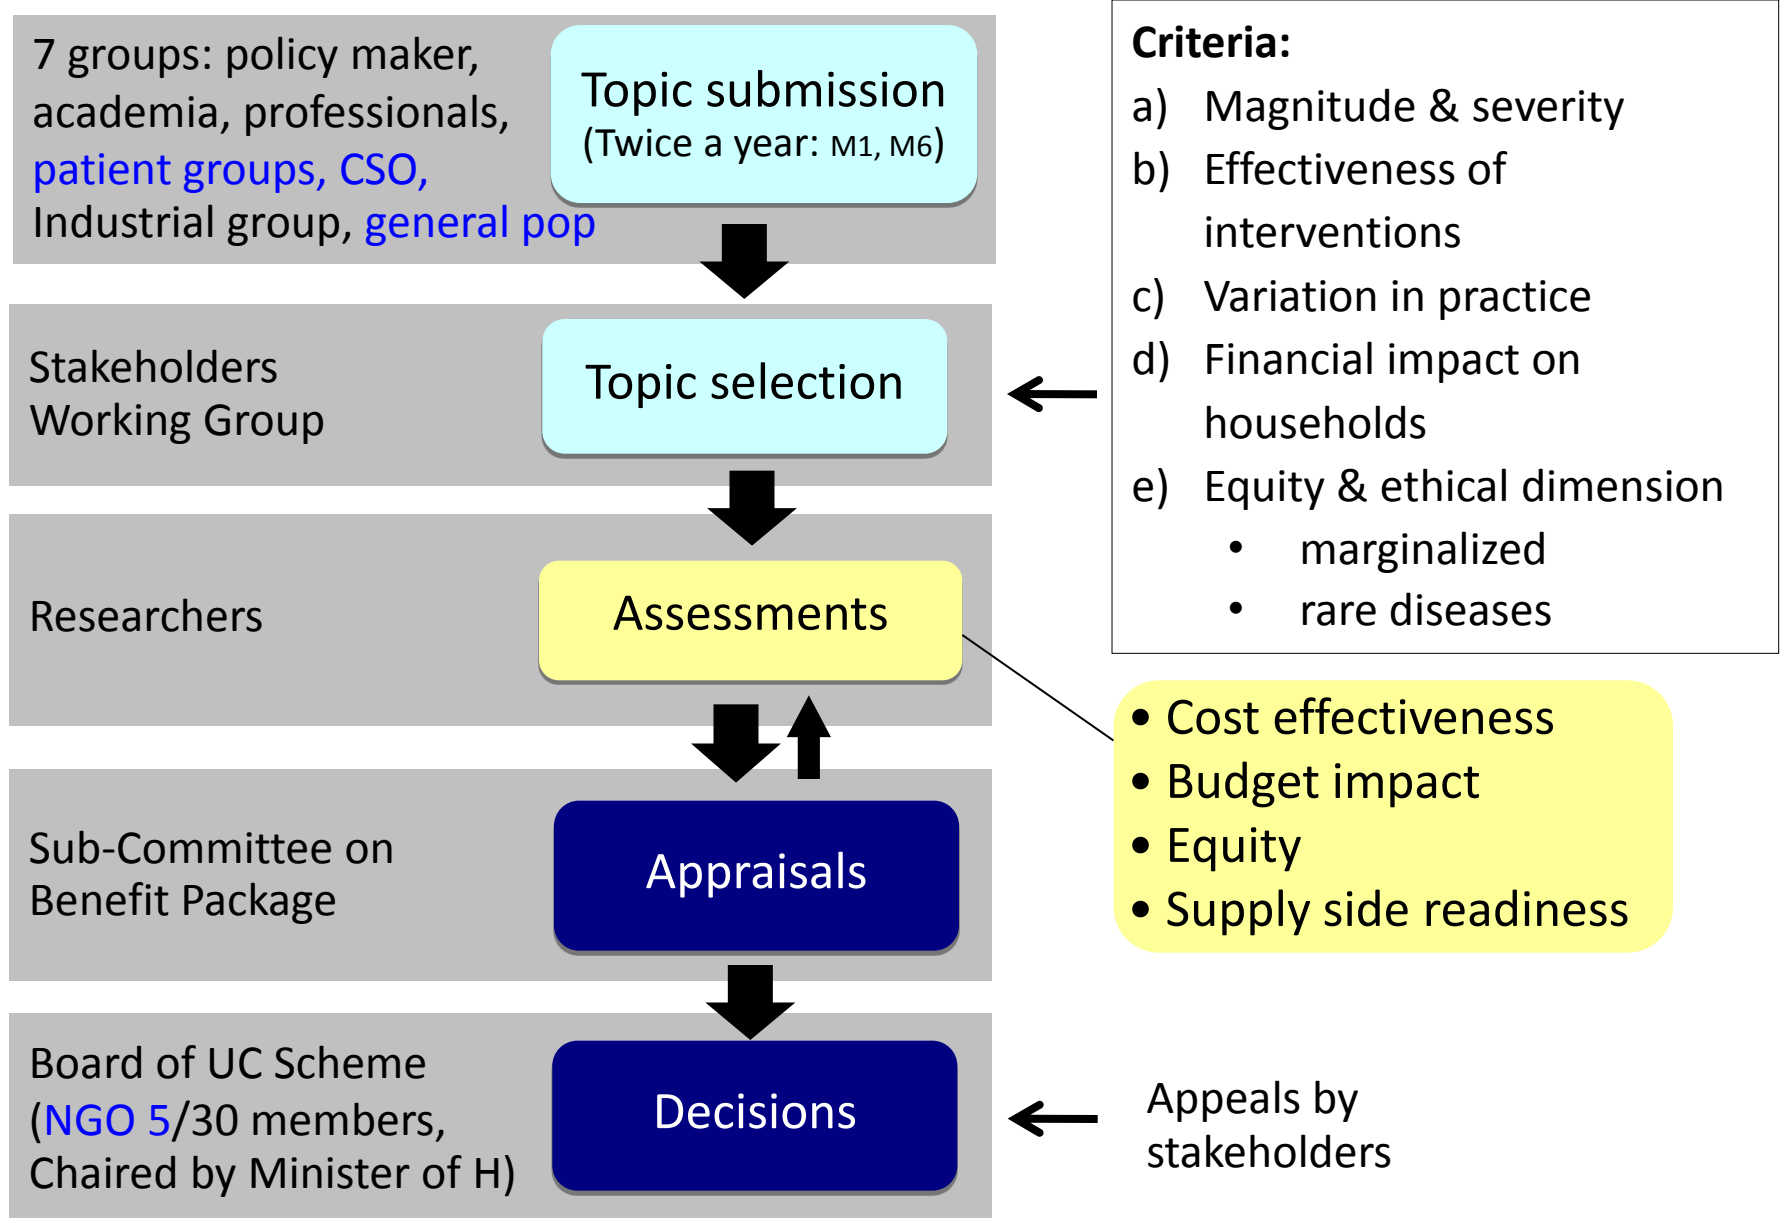 7 groups: policy maker,
academia, professionals,
patient groups, CSO,
Industrial group, general pop
Topic submission
(Twice a year: M1, M6)
Stakeholders
Working Group
Topic selection
Researchers
Assessments
Sub-Committee on
Benefit Package
Appraisals
Board of UC Scheme
(NGO 5/30 members,
Chaired by Minister of H)
Decisions
Criteria:
a) Magnitude & severity
b) Effectiveness of
interventions
c) Variation in practice
d) Financial impact on
households
e) Equity & ethical dimension
• marginalized
• rare diseases
• Cost effectiveness
• Budget impact
• Equity
• Supply side readiness
Appeals by
stakeholders